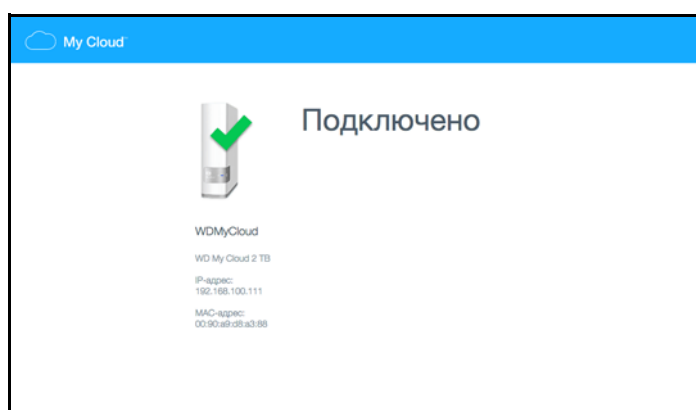 My Cloud™
Подключено
WDMyCloud
WD My Cloud 2 TB
IP-адрес:
192.168.100.111
MAC-адрес:
00:90:a9:d8:a3:88